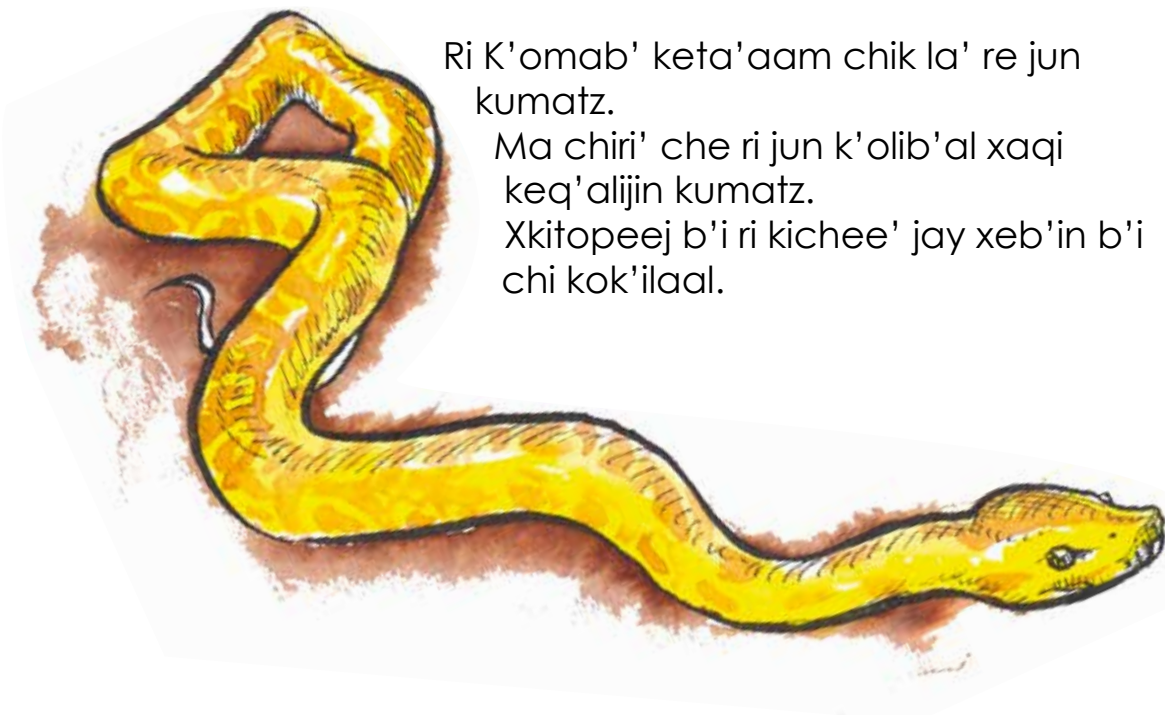 Ri K’omab’ keta’aam chik la’ re jun
kumatz.
Ma chiri’ che ri jun k’olib’al xaqi
keq’alijin kumatz.
Xkitopeej b’i ri kichee’ jay xeb’in b’i
chi kok’ilaal.